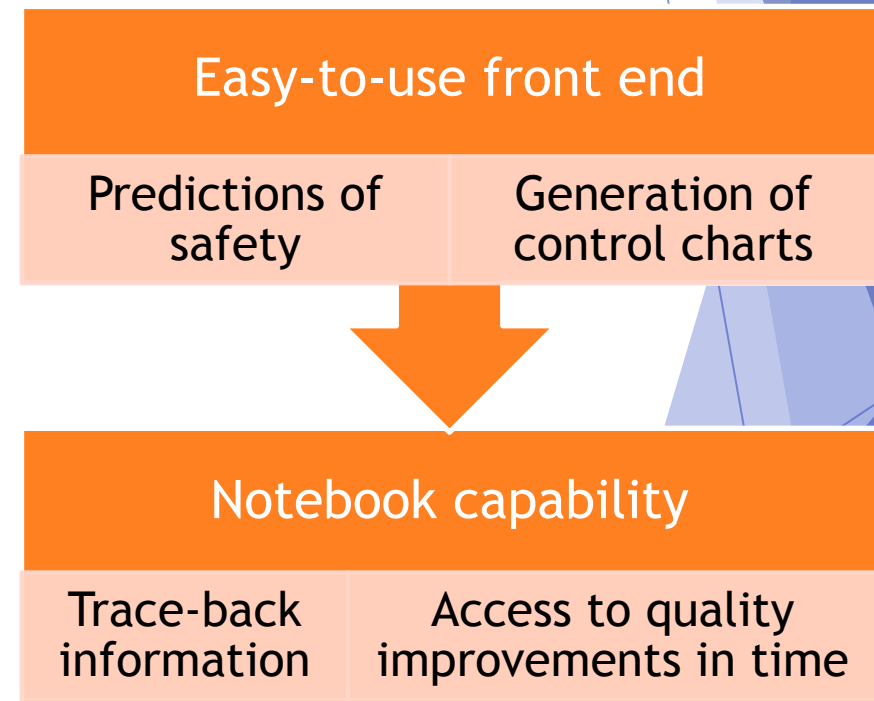 Easy-to-use front end
Predictions of
safety
Generation of
control charts
Notebook capability
Trace-back
information
Access to quality
improvements in time